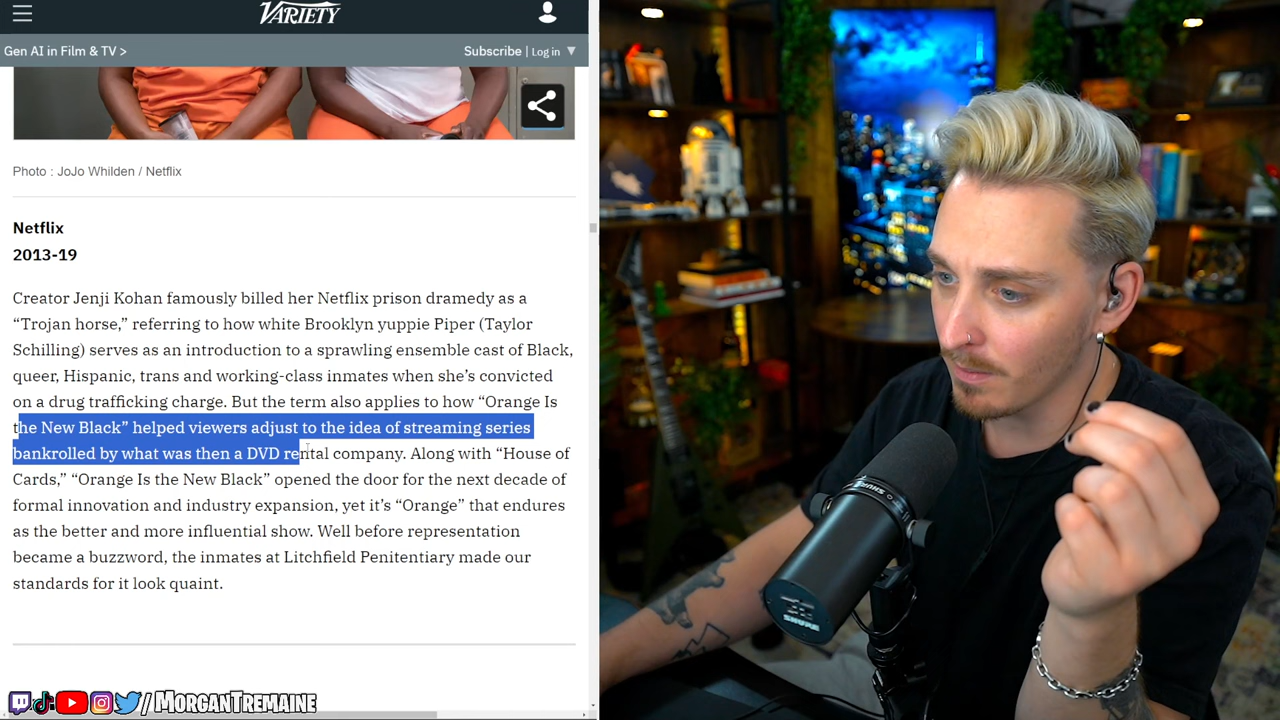 VARIETY
Gen AI in Film & TV >
Subscribe | Log in ▼
Photo : JoJo Whilden / Netflix
Netflix
2013-19
Creator Jenji Kohan famously billed her Netflix prison dramedy as a
“Trojan horse,” referring to how white Brooklyn yuppie Piper (Taylor
Schilling) serves as an introduction to a sprawling ensemble cast of Black,
queer, Hispanic, trans and working-class inmates when she’s convicted
on a drug trafficking charge. But the term also applies to how “Orange Is
the New Black” helped viewers adjust to the idea of streaming series
bankrolled by what was then a DVD rental company. Along with “House of
Cards,” “Orange Is the New Black” opened the door for the next decade of
formal innovation and industry expansion, yet it’s “Orange” that endures
as the better and more influential show. Well before representation
became a buzzword, the inmates at Litchfield Penitentiary made our
standards for it look quaint.
/MorganTremaine
SHURE